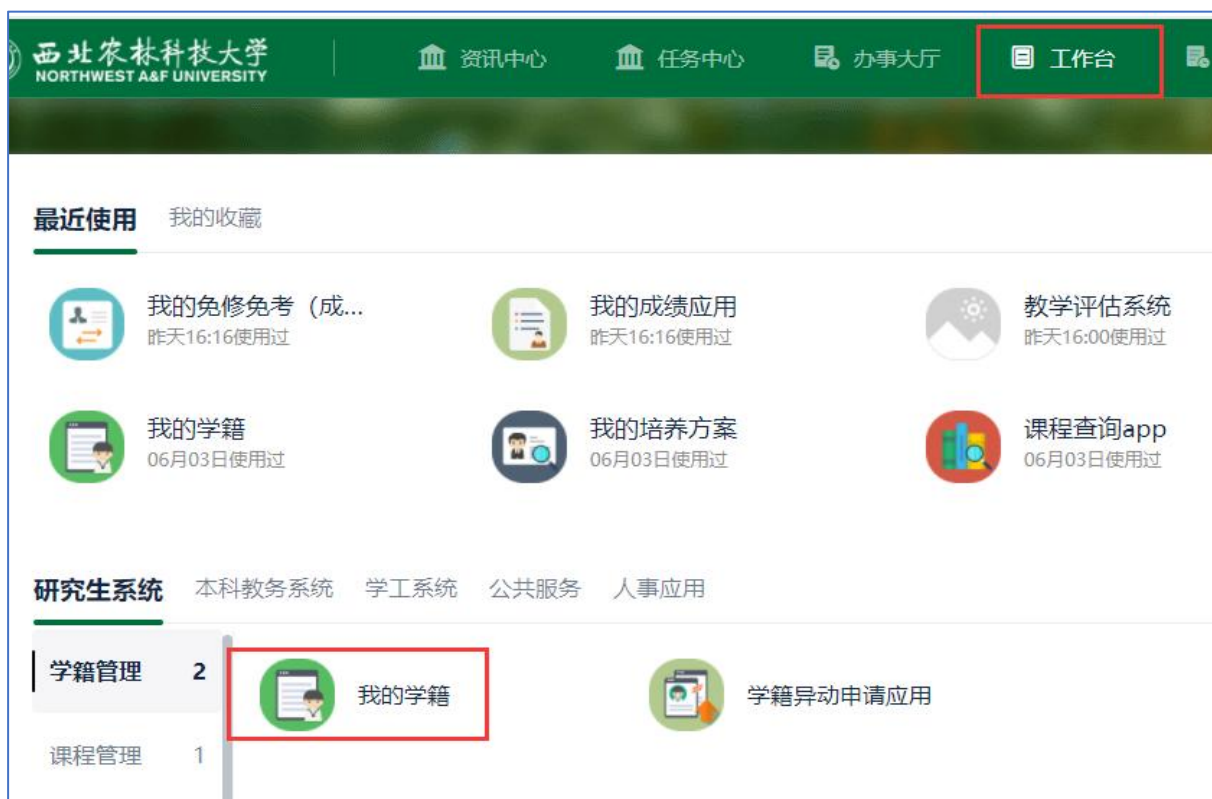 西北农林科技大学
NORTHWEST A&F UNIVERSITY
资讯中心 任务中心 办事大厅 工作台
最近使用 我的收藏
我的免修免考（成... 我的成绩应用 教学评估系统
昨天16:16使用过 昨天16:16使用过 昨天16:00使用过
我的学籍 我的培养方案 课程查询app
06月03日使用过 06月03日使用过 06月03日使用过
研究生系统 本科教务系统 学工系统 公共服务 人事应用
学籍管理 2 我的学籍 学籍异动申请应用
课程管理 1